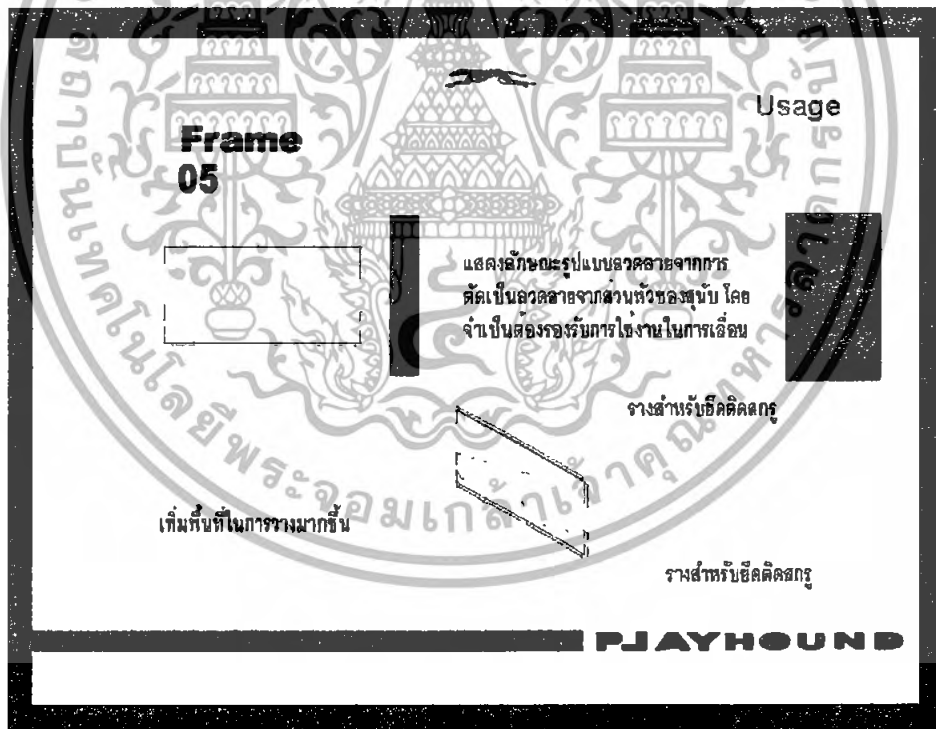 Usage
Frame
05
แสดงลักษณะรูปแบบลวดลายจากการ
ตัดเป็นลวดลายจากส่วนหัวของสุนัข โดย
จำเป็นต้องรองรับการใช้งานในการเลื่อน
รางสำหรับยึดติดสกรู
เพิ่มพื้นที่ในการวางมากขึ้น
รางสำหรับยึดติดสกรู
PLAYHOUND